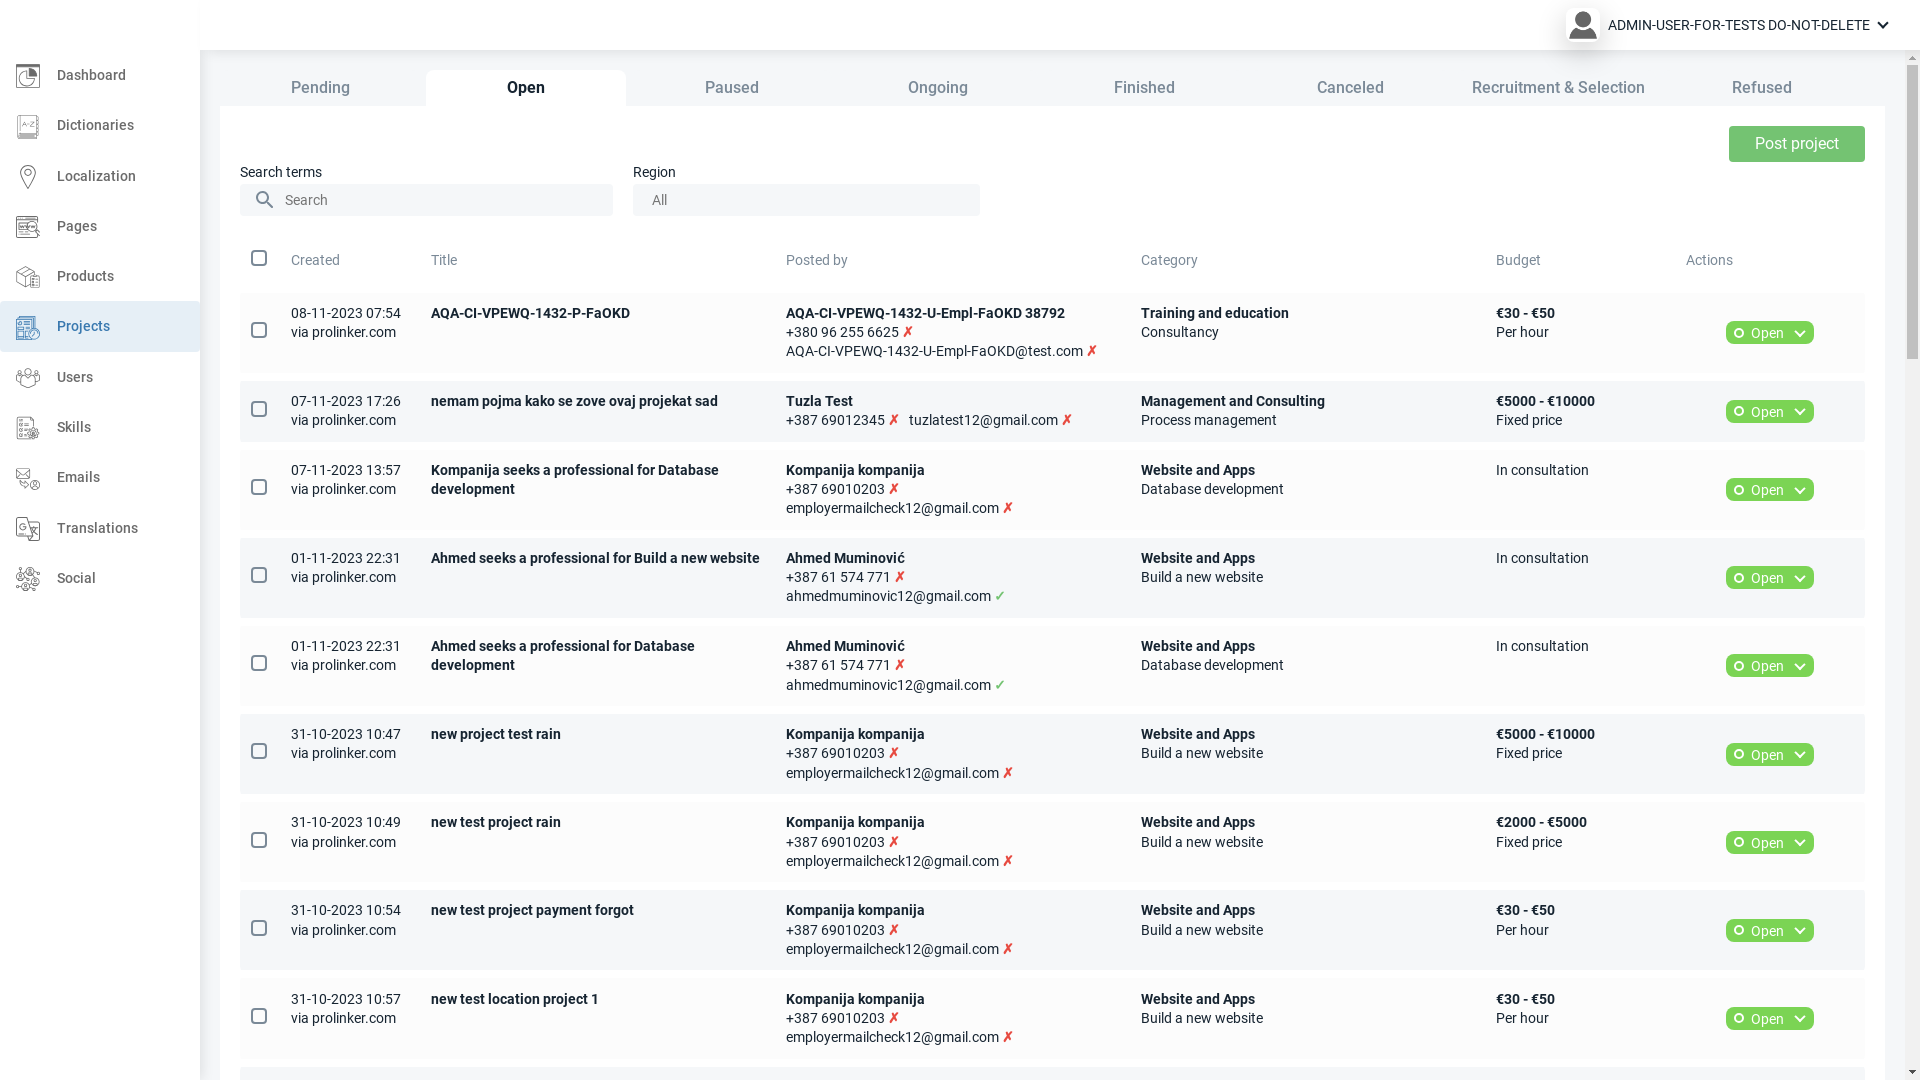 ADMIN-USER-FOR-TESTS DO-NOT-DELETE
Dashboard
Dictionaries
Localization
Pages
Products
Projects
Users
Skills
Emails
Translations
Social
Pending
Open
Paused
Ongoing
Finished
Canceled
Recruitment & Selection
Refused
Post project
Search terms
Search
Region
All
Created
Title
Posted by
Category
Budget
Actions
08-11-2023 07:54
via prolinker.com
AQA-CI-VPEWQ-1432-P-FaOKD
AQA-CI-VPEWQ-1432-U-Empl-FaOKD 38792
+380 96 255 6625 ✗
AQA-CI-VPEWQ-1432-U-Empl-FaOKD@test.com ✗
Training and education
Consultancy
€30 - €50
Per hour
Open
07-11-2023 17:26
via prolinker.com
nemam pojma kako se zove ovaj projekat sad
Tuzla Test
+387 69012345 ✗ tuzlatest12@gmail.com ✗
Management and Consulting
Process management
€5000 - €10000
Fixed price
Open
07-11-2023 13:57
via prolinker.com
Kompanija seeks a professional for Database
development
Kompanija kompanija
+387 69010203 ✗
employermailcheck12@gmail.com ✗
Website and Apps
Database development
In consultation
Open
01-11-2023 22:31
via prolinker.com
Ahmed seeks a professional for Build a new website
Ahmed Muminović
+387 61 574 771 ✗
ahmedmuminovic12@gmail.com ✓
Website and Apps
Build a new website
In consultation
Open
01-11-2023 22:31
via prolinker.com
Ahmed seeks a professional for Database
development
Ahmed Muminović
+387 61 574 771 ✗
ahmedmuminovic12@gmail.com ✓
Website and Apps
Database development
In consultation
Open
31-10-2023 10:47
via prolinker.com
new project test rain
Kompanija kompanija
+387 69010203 ✗
employermailcheck12@gmail.com ✗
Website and Apps
Build a new website
€5000 - €10000
Fixed price
Open
31-10-2023 10:49
via prolinker.com
new test project rain
Kompanija kompanija
+387 69010203 ✗
employermailcheck12@gmail.com ✗
Website and Apps
Build a new website
€2000 - €5000
Fixed price
Open
31-10-2023 10:54
via prolinker.com
new test project payment forgot
Kompanija kompanija
+387 69010203 ✗
employermailcheck12@gmail.com ✗
Website and Apps
Build a new website
€30 - €50
Per hour
Open
31-10-2023 10:57
via prolinker.com
new test location project 1
Kompanija kompanija
+387 69010203 ✗
employermailcheck12@gmail.com ✗
Website and Apps
Build a new website
€30 - €50
Per hour
Open